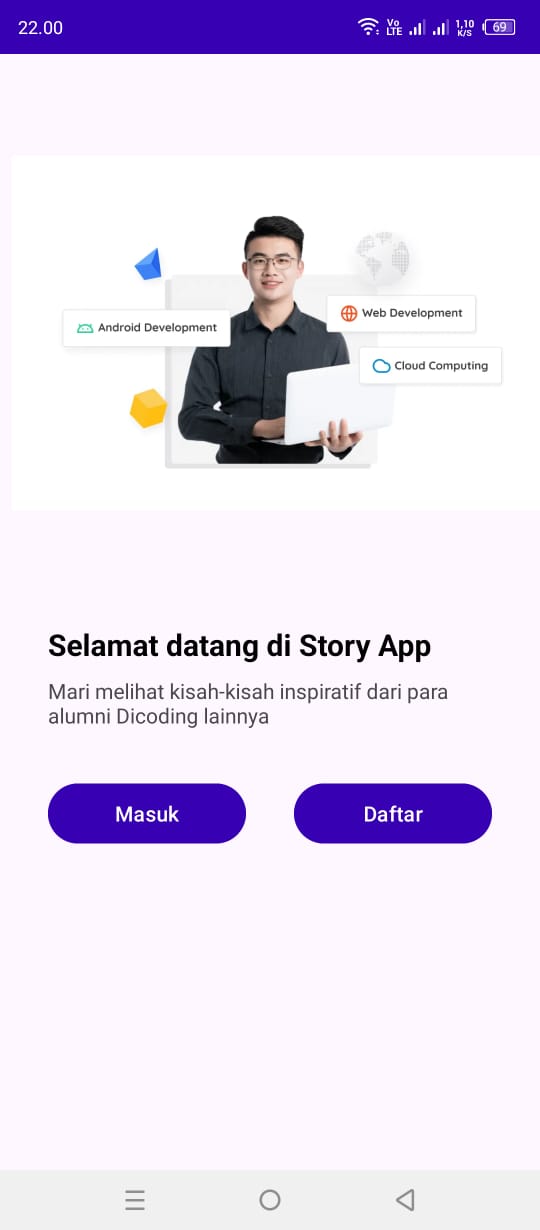 22.00
Vo
LTE
1,10
K/S
69
Web Development
Android Development
Cloud Computing
Selamat datang di Story App
Mari melihat kisah-kisah inspiratif dari para
alumni Dicoding lainnya
Masuk
Daftar